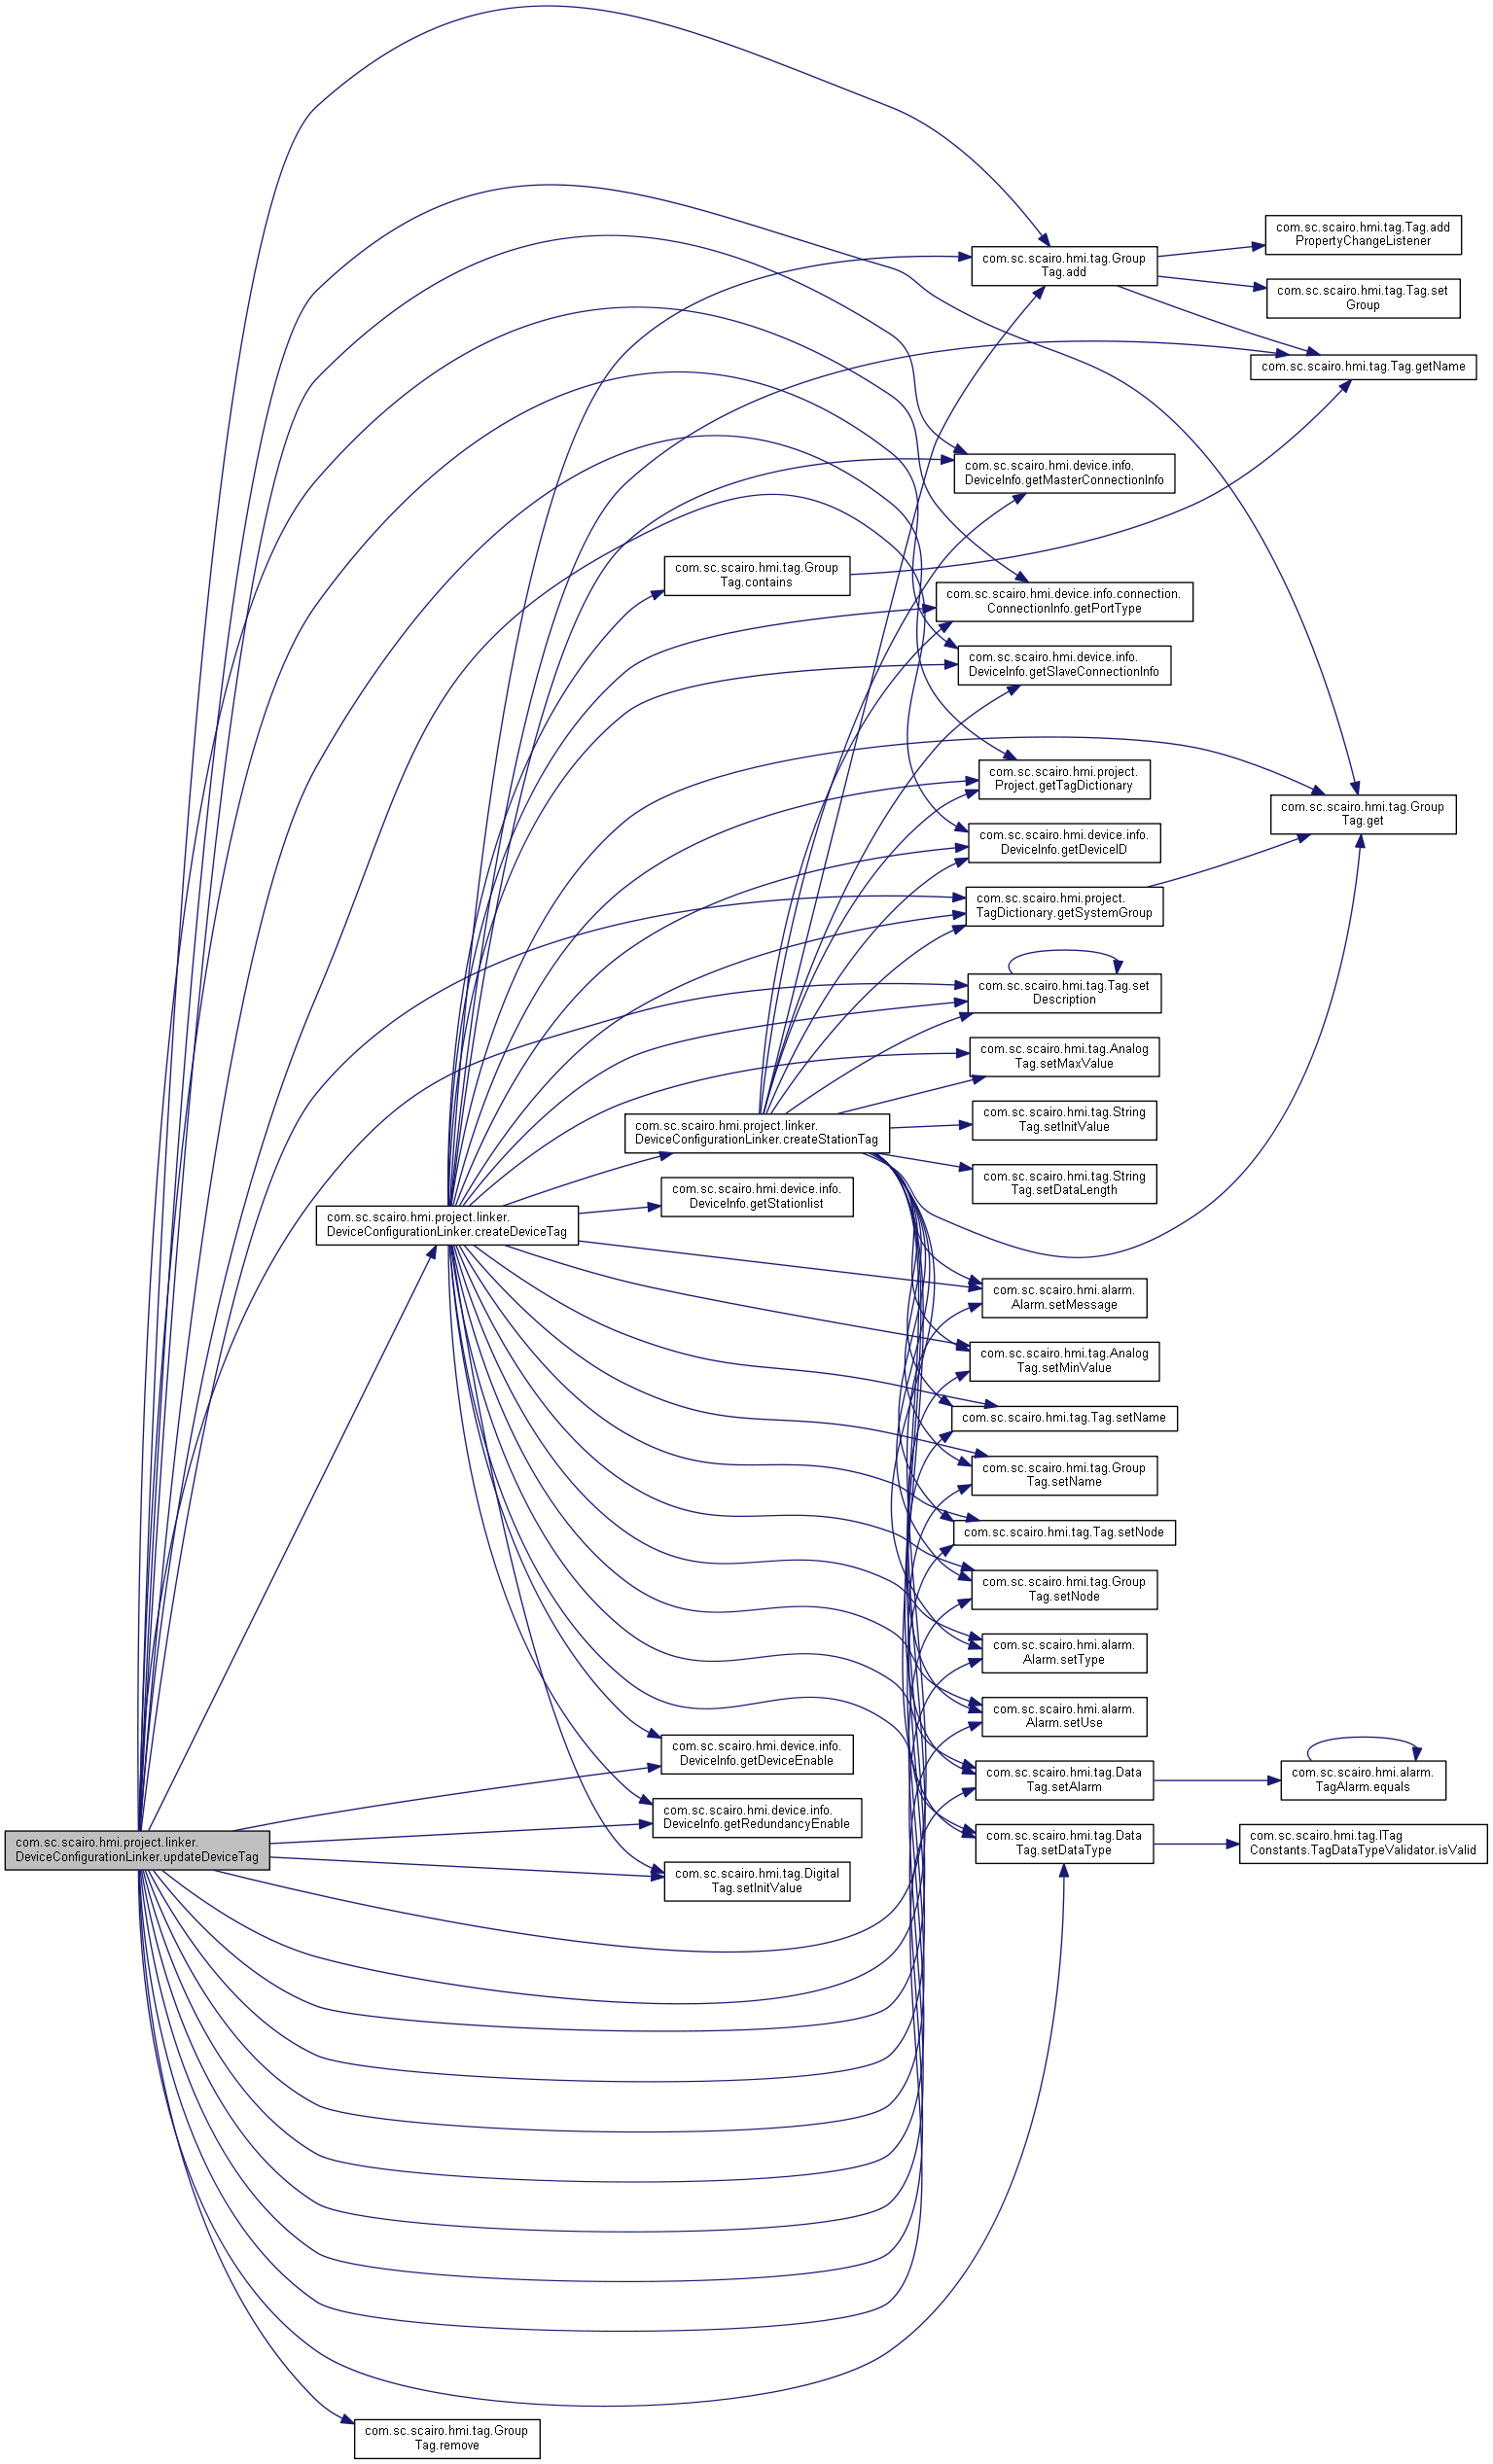 com.sc.scairo.hmi.tag.Tag.add
PropertyChangeListener
com.sc.scairo.hmi.tag.Group
Tag.add
com.sc.scairo.hmi.tag.Tag.set
Group
com.sc.scairo.hmi.tag.Tag.getName
com.sc.scairo.hmi.device.info.
DeviceInfo.getMasterConnectionInfo
com.sc.scairo.hmi.tag.Group
Tag.contains
com.sc.scairo.hmi.device.info.connection.
ConnectionInfo.getPortType
com.sc.scairo.hmi.device.info.
DeviceInfo.getSlaveConnectionInfo
com.sc.scairo.hmi.project.
Project.getTagDictionary
com.sc.scairo.hmi.tag.Group
Tag.get
com.sc.scairo.hmi.device.info.
DeviceInfo.getDeviceID
com.sc.scairo.hmi.project.
TagDictionary.getSystemGroup
com.sc.scairo.hmi.tag.Tag.set
Description
com.sc.scairo.hmi.tag.Analog
Tag.setMaxValue
com.sc.scairo.hmi.project.linker.
DeviceConfigurationLinker.createStationTag
com.sc.scairo.hmi.tag.String
Tag.setInitValue
com.sc.scairo.hmi.tag.String
Tag.setDataLength
com.sc.scairo.hmi.device.info.
DeviceInfo.getStationlist
com.sc.scairo.hmi.project.linker.
DeviceConfigurationLinker.createDeviceTag
com.sc.scairo.hmi.alarm.
Alarm.setMessage
com.sc.scairo.hmi.tag.Analog
Tag.setMinValue
com.sc.scairo.hmi.tag.Tag.setName
com.sc.scairo.hmi.tag.Group
Tag.setName
com.sc.scairo.hmi.tag.Tag.setNode
com.sc.scairo.hmi.tag.Group
Tag.setNode
com.sc.scairo.hmi.alarm.
Alarm.setType
com.sc.scairo.hmi.alarm.
Alarm.setUse
com.sc.scairo.hmi.device.info.
DeviceInfo.getDeviceEnable
com.sc.scairo.hmi.tag.Data
Tag.setAlarm
com.sc.scairo.hmi.alarm.
TagAlarm.equals
com.sc.scairo.hmi.device.info.
DeviceInfo.getRedundancyEnable
com.sc.scairo.hmi.tag.Data
Tag.setDataType
com.sc.scairo.hmi.tag.ITag
Constants.TagDataTypeValidator.isValid
com.sc.scairo.hmi.project.linker.
DeviceConfigurationLinker.updateDeviceTag
com.sc.scairo.hmi.tag.Digital
Tag.setInitValue
com.sc.scairo.hmi.tag.Group
Tag.remove